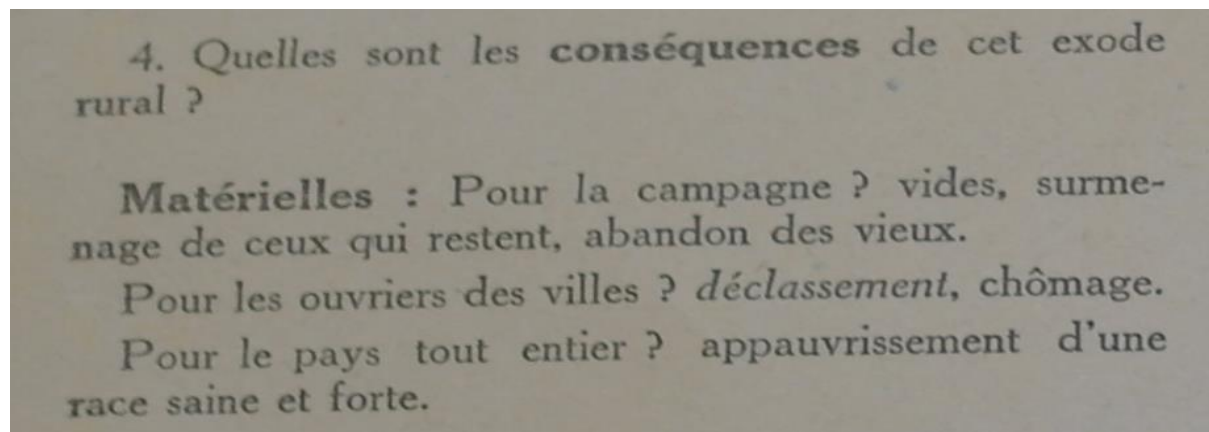 4. Quelles sont les conséquences de cet exode
rural ?
Matérielles : Pour la campagne ? vides, surme-
nage de ceux qui restent, abandon des vieux.
Pour les ouvriers des villes ? déclassement, chômage.
Pour le pays tout entier ? appauvrissement d'une
race saine et forte.